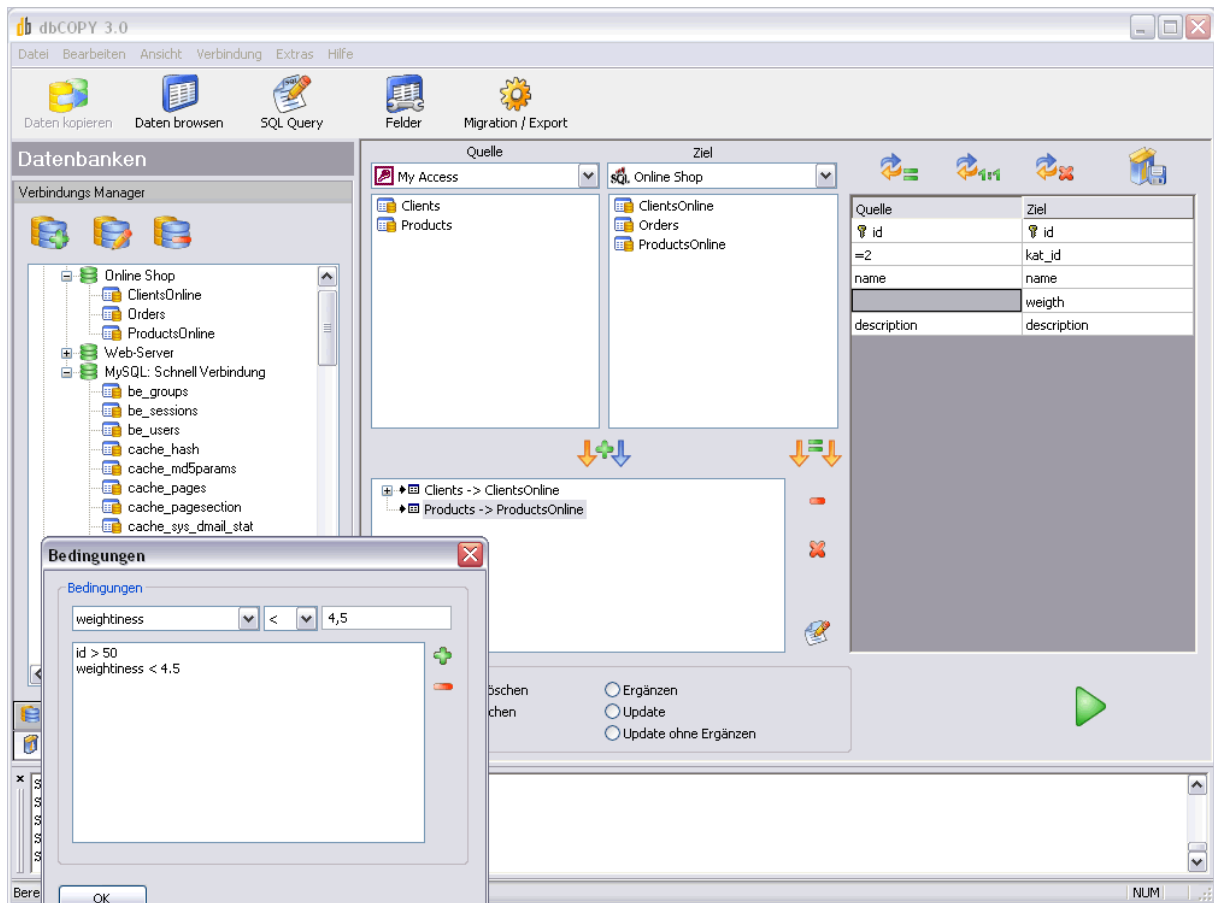 dbCOPY 3.0
Datei Bearbeiten Ansicht Verbindung Extras Hilfe
Daten kopieren Daten browsen SQL Query Felder Migration / Export
Datenbanken
Verbindungs Manager
Online Shop
ClientsOnline
Orders
ProductsOnline
Web-Server
MySQL: Schnell Verbindung
be_groups
be_sessions
be_users
cache_hash
cache_md5params
cache_pages
cache_pagesection
cache_sys_dmail_stat
Quelle Ziel
My Access Online Shop
Clients
Products
ClientsOnline
Orders
ProductsOnline
Clients -> ClientsOnline
Products -> ProductsOnline
Quelle Ziel
id id
=2 kat_id
name name
weigth
description description
Bedingungen
Bedingungen
weightiness < 4,5
id > 50
weightiness < 4.5
OK
Ergänzen
Update
Update ohne Ergänzen
NUM